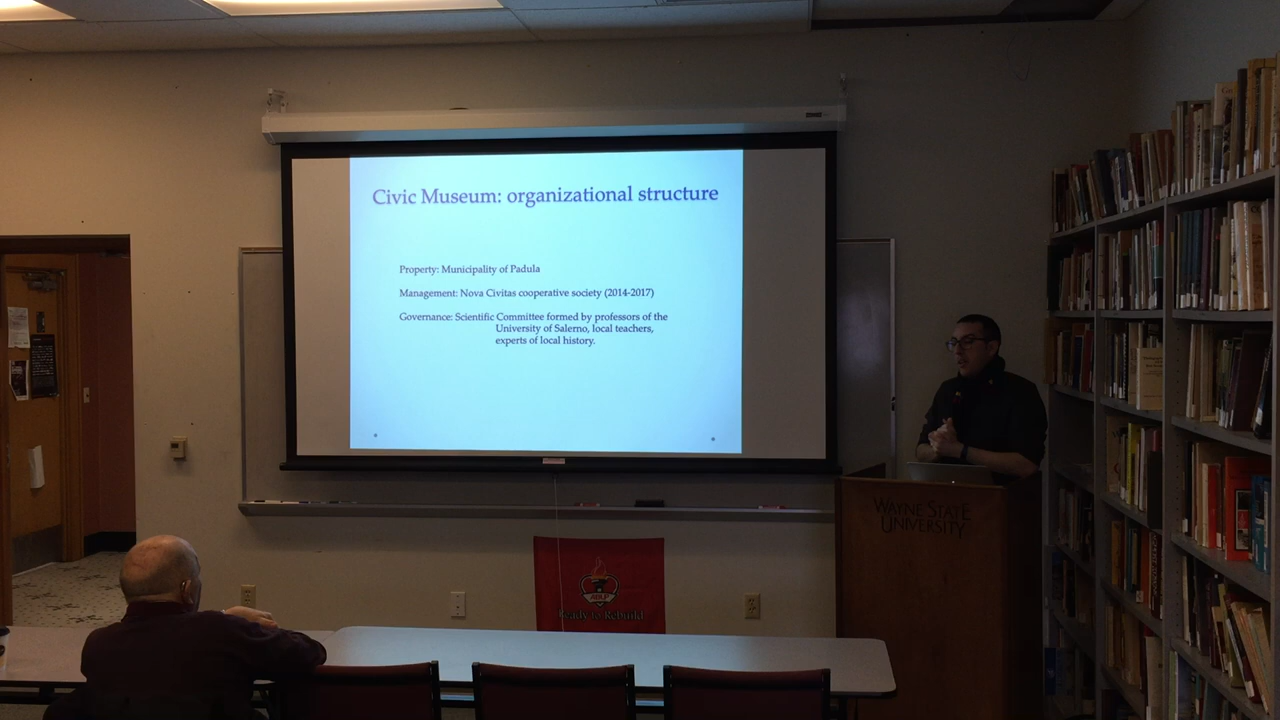 Civic Museum: organizational structure
Property: Municipality of Padula
Management: Nova Civitas cooperative society (2014-2017)
Governance: Scientific Committee formed by professors of the
University of Salerno, local teachers,
experts of local history.
WAYNE STATE
UNIVERSITY
Ready to Rebuild